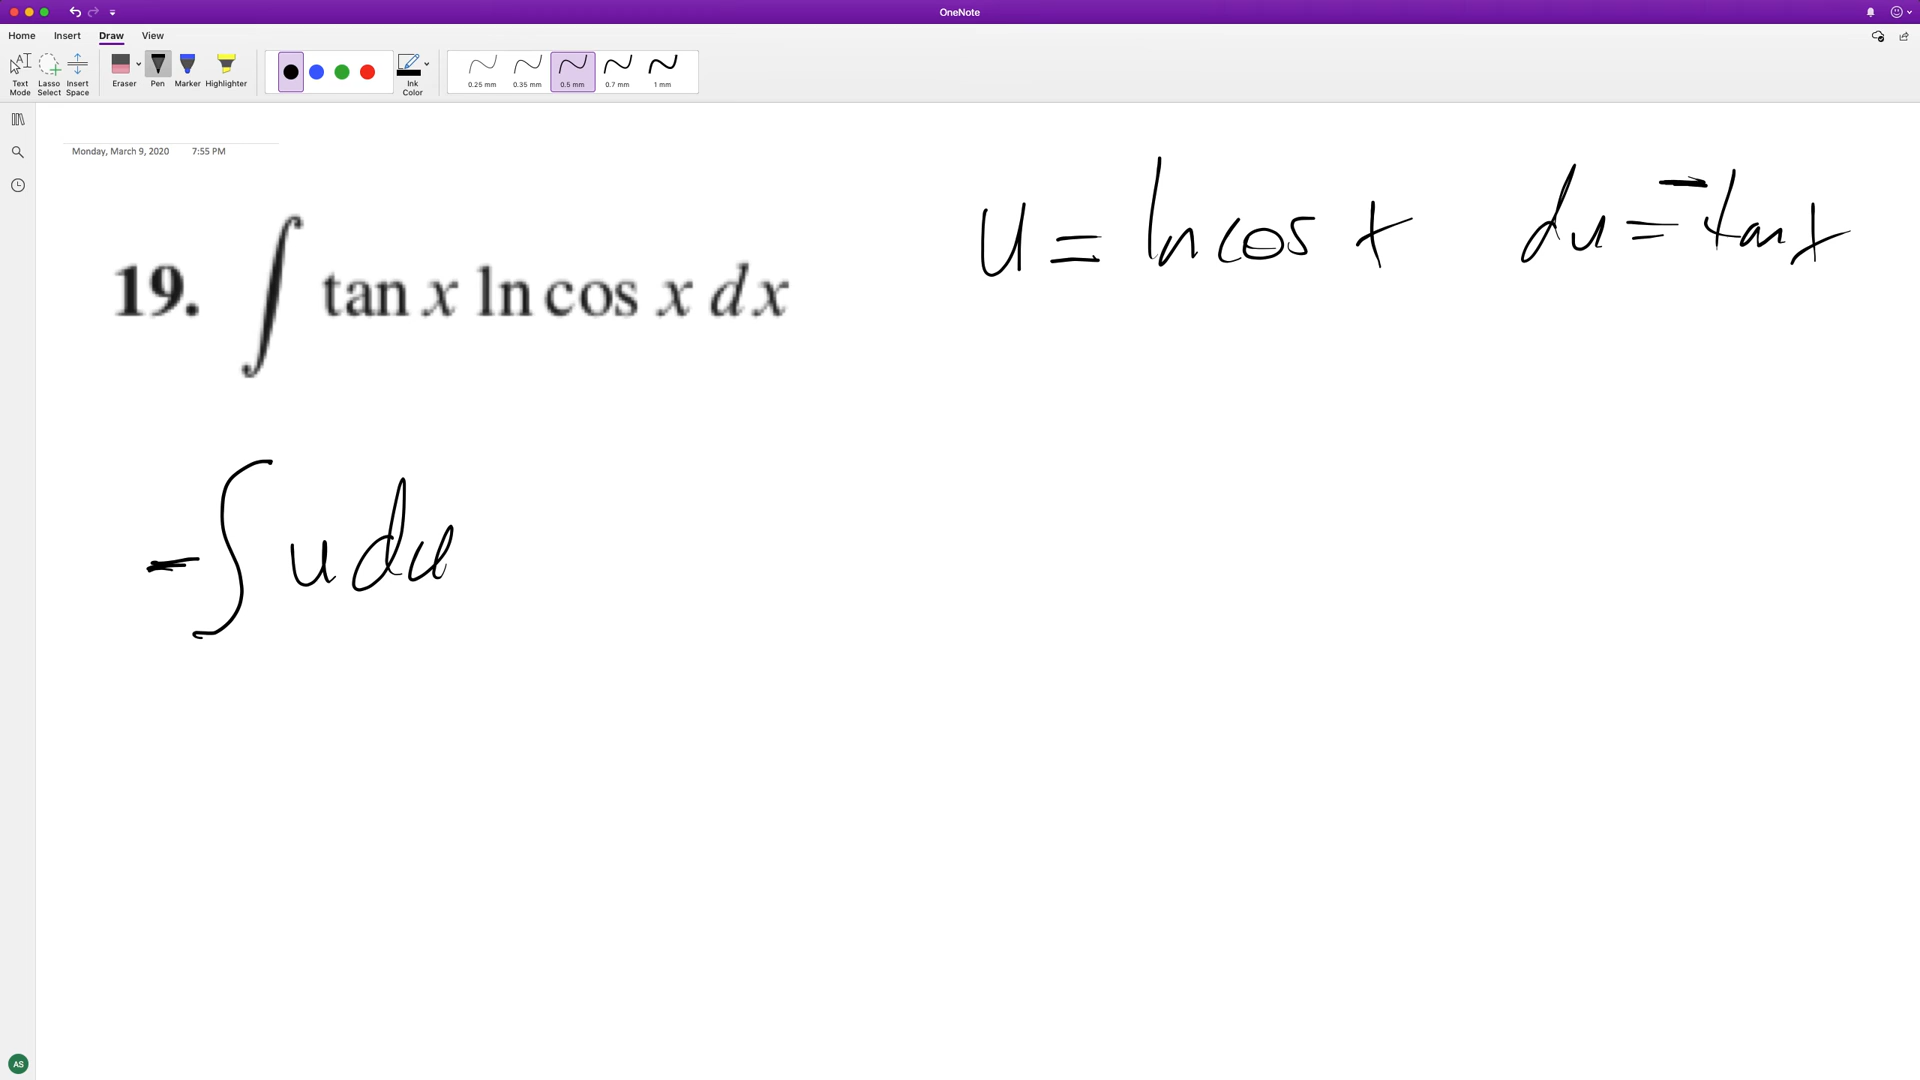 OneNote
Home Insert Draw View
Text Mode
Lasso Select
Insert Space
Eraser
Pen
Marker
Highlighter
Ink Color
0.25 mm
0.35 mm
0.5 mm
0.7 mm
1 mm
Monday, March 9, 2020 7:55 PM
u = ln cos x du = -tan x
19. ∫ tan x ln cos x dx
-∫ u du
AS